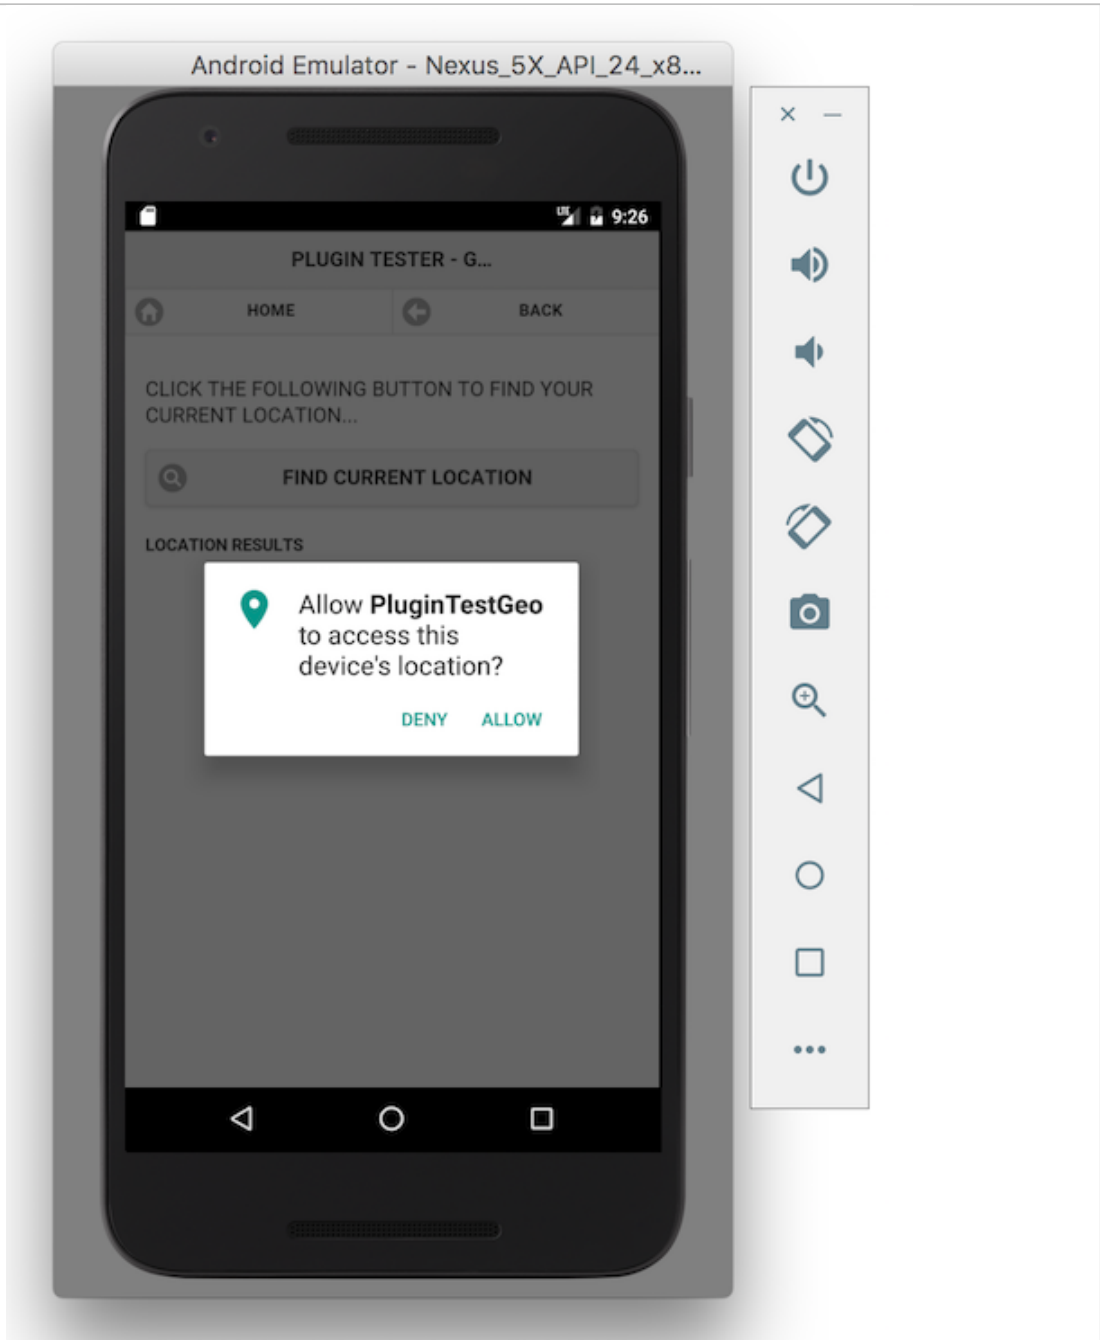 Android Emulator - Nexus_5X_API_24_x8...
LTE 9:26
PLUGIN TESTER - G...
HOME BACK
CLICK THE FOLLOWING BUTTON TO FIND YOUR
CURRENT LOCATION...
FIND CURRENT LOCATION
LOCATION RESULTS
Allow PluginTestGeo
to access this
device's location?
DENY ALLOW